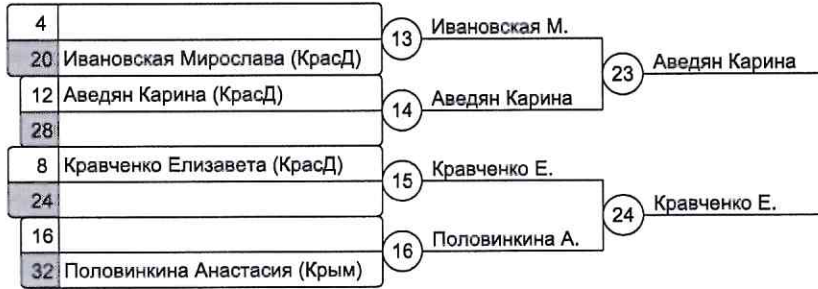 4
20 Ивановская Мирослава (КрасД)
13 Ивановская М.
12 Аведян Карина (КрасД)
28
14 Аведян Карина
23 Аведян Карина
8 Кравченко Елизавета (КрасД)
24
15 Кравченко Е.
16
32 Половинкина Анастасия (Крым)
16 Половинкина А.
24 Кравченко Е.